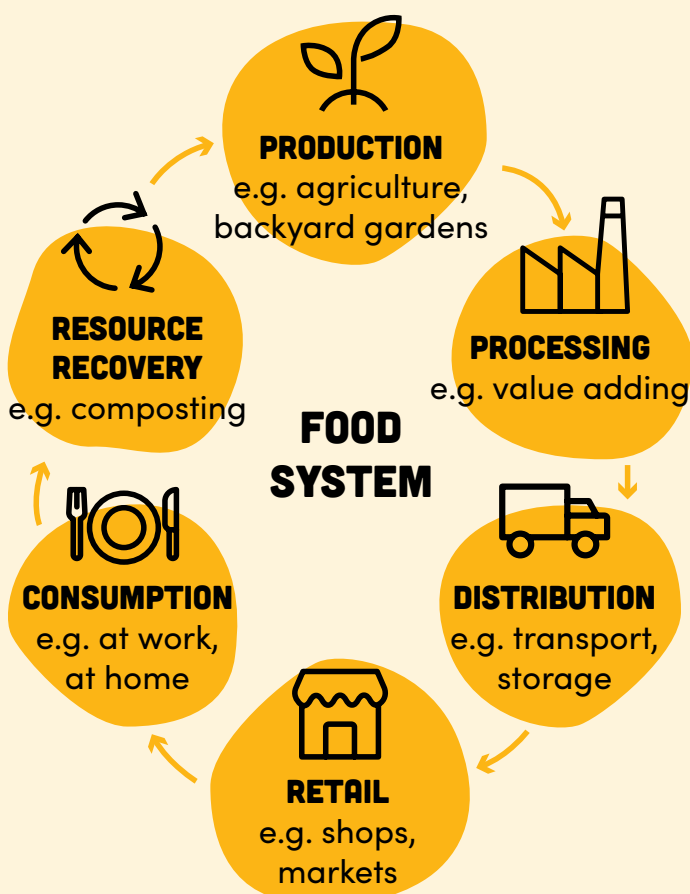 PRODUCTION
e.g. agriculture,
backyard gardens
PROCESSING
e.g. value adding
DISTRIBUTION
e.g. transport,
storage
RETAIL
e.g. shops,
markets
CONSUMPTION
e.g. at work,
at home
RESOURCE
RECOVERY
e.g. composting
FOOD
SYSTEM